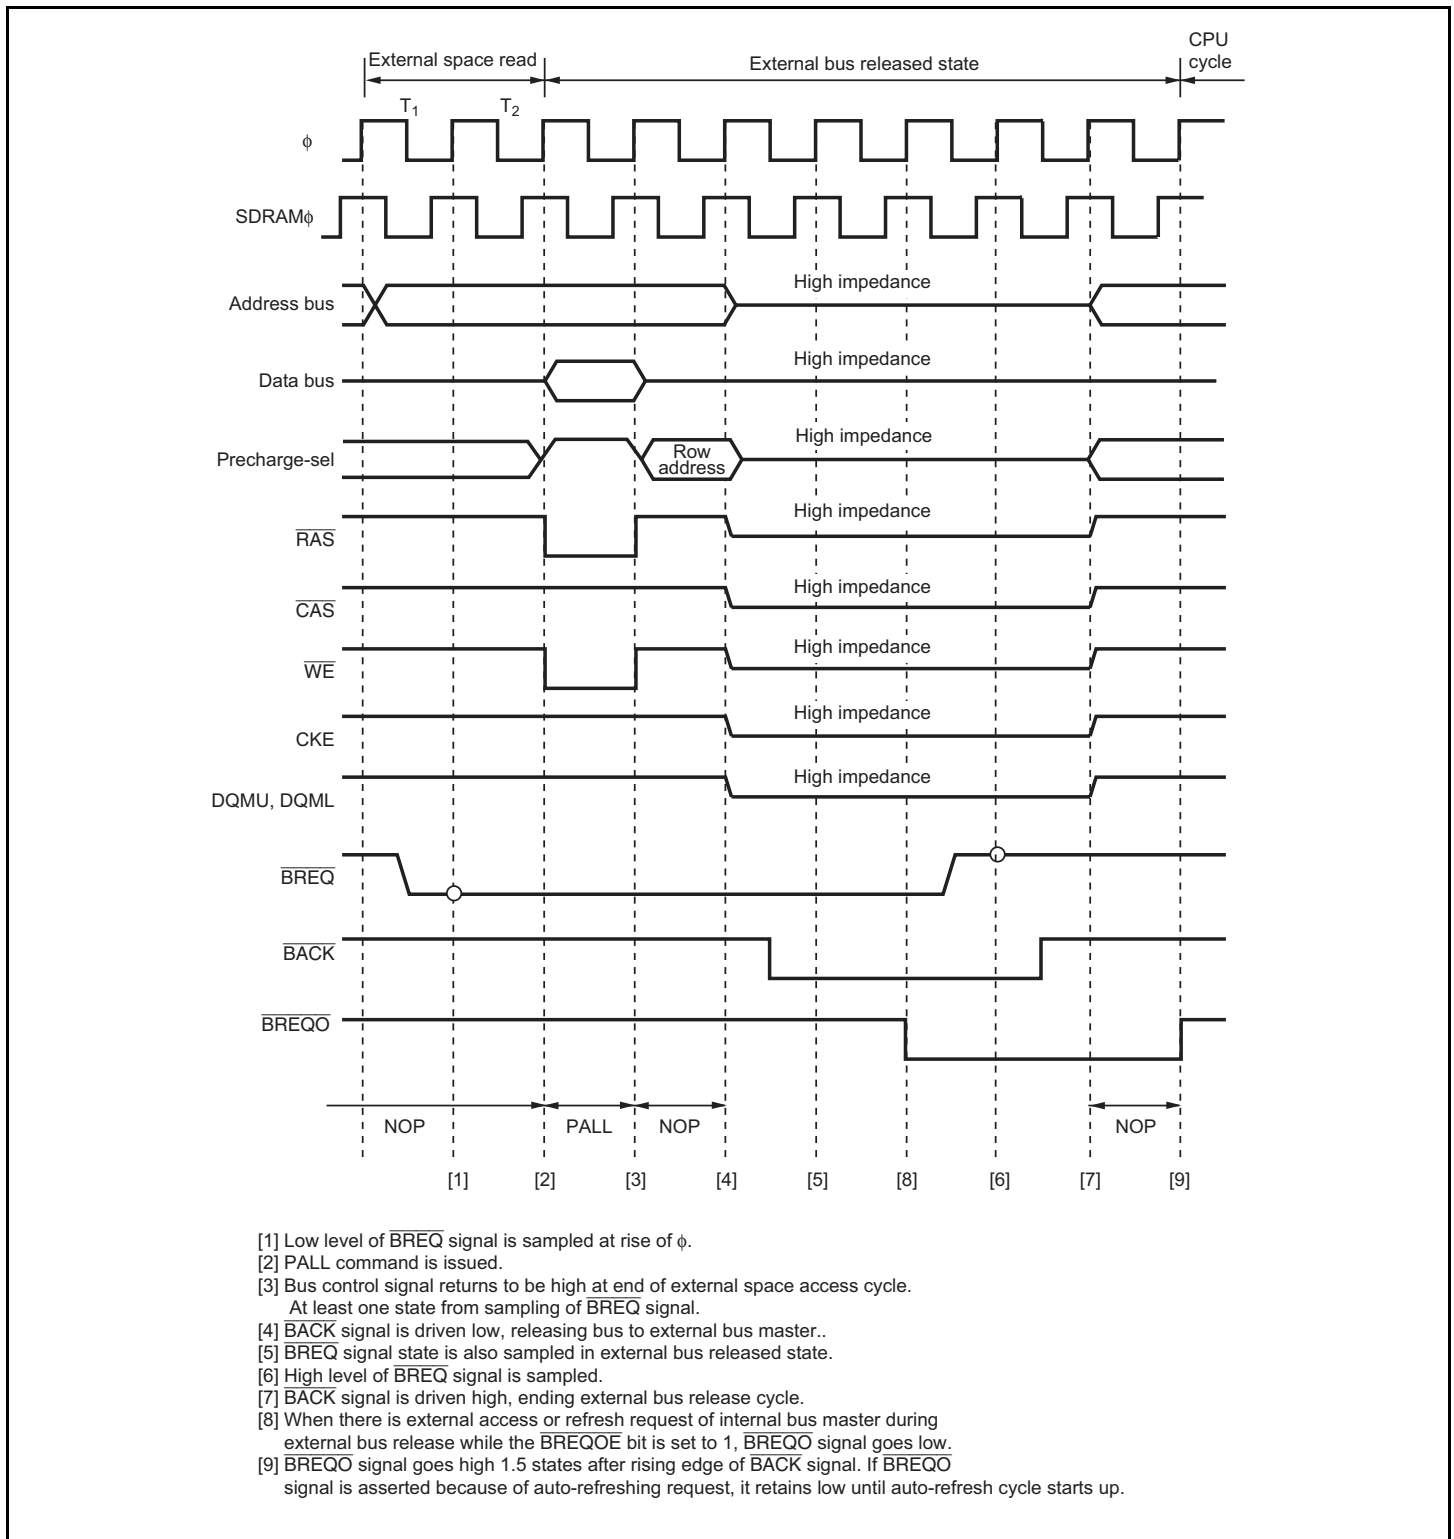 External space read
External bus released state
CPU
cycle
T1
T2
ϕ
SDRAMϕ
Address bus
High impedance
Data bus
High impedance
Precharge-sel
Row
address
High impedance
RAS
High impedance
CAS
High impedance
WE
High impedance
CKE
High impedance
DQMU, DQML
High impedance
BREQ
BACK
BREQO
NOP
PALL
NOP
NOP
[1]
[2]
[3]
[4]
[5]
[8]
[6]
[7]
[9]
[1] Low level of BREQ signal is sampled at rise of ϕ.
[2] PALL command is issued.
[3] Bus control signal returns to be high at end of external space access cycle.
At least one state from sampling of BREQ signal.
[4] BACK signal is driven low, releasing bus to external bus master..
[5] BREQ signal state is also sampled in external bus released state.
[6] High level of BREQ signal is sampled.
[7] BACK signal is driven high, ending external bus release cycle.
[8] When there is external access or refresh request of internal bus master during
external bus release while the BREQOE bit is set to 1, BREQO signal goes low.
[9] BREQO signal goes high 1.5 states after rising edge of BACK signal. If BREQO
signal is asserted because of auto-refreshing request, it retains low until auto-refresh cycle starts up.